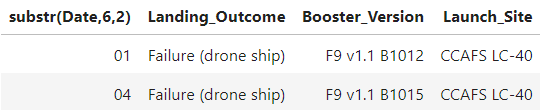 substr(Date,6,2) Landing_Outcome Booster_Version Launch_Site
01 Failure (drone ship) F9 v1.1 B1012 CCAFS LC-40
04 Failure (drone ship) F9 v1.1 B1015 CCAFS LC-40